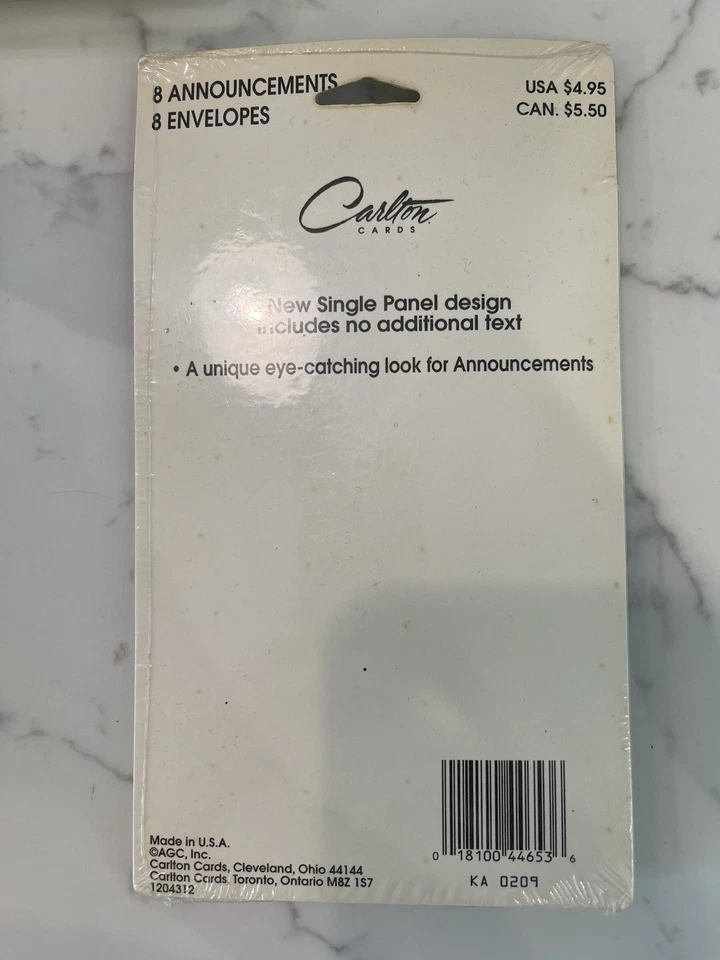 8 ANNOUNCEMENTS
8 ENVELOPES
USA $4.95
CAN. $5.50
Carlton
CARDS
New Single Panel design
includes no additional text
• A unique eye-catching look for Announcements
Made in U.S.A.
©AGC, Inc.
Carlton Cards, Cleveland, Ohio 44144
Carlton Cards, Toronto, Ontario M8Z 1S7
1204312
0 18100 44653 6
KA 0209